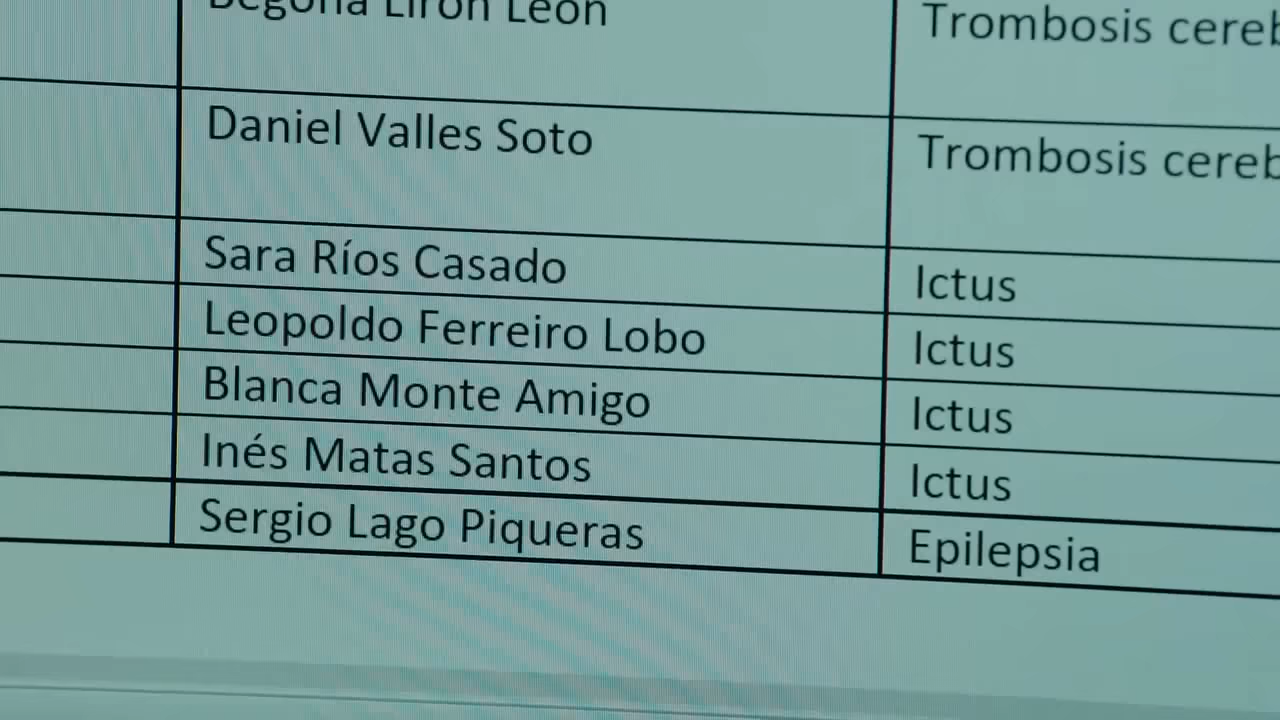 Begoña Liron León Trombosis cereb
Daniel Valles Soto Trombosis cereb
Sara Ríos Casado Ictus
Leopoldo Ferreiro Lobo Ictus
Blanca Monte Amigo Ictus
Inés Matas Santos Ictus
Sergio Lago Piqueras Epilepsia